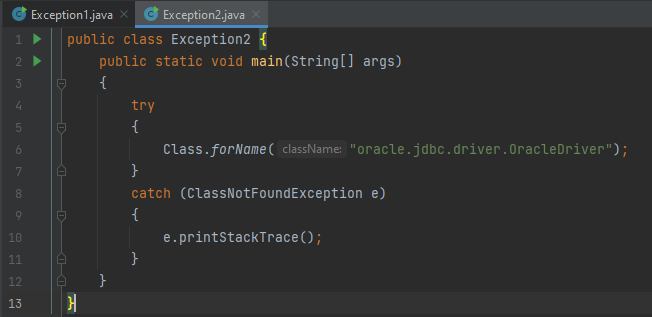 Exception1.java × Exception2.java ×
1 public class Exception2 {
2 public static void main(String[] args)
3 {
4 try
5 {
6 Class.forName( className: "oracle.jdbc.driver.OracleDriver");
7 }
8 catch (ClassNotFoundException e)
9 {
10 e.printStackTrace();
11 }
12 }
13 }